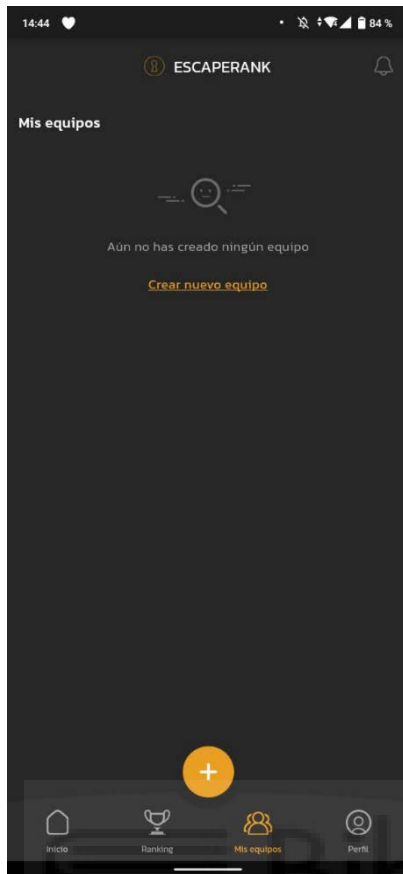 14:44 84 %
ESCAPERANK
Mis equipos
Aún no has creado ningún equipo
Crear nuevo equipo
+
Inicio Ranking Mis equipos Perfil